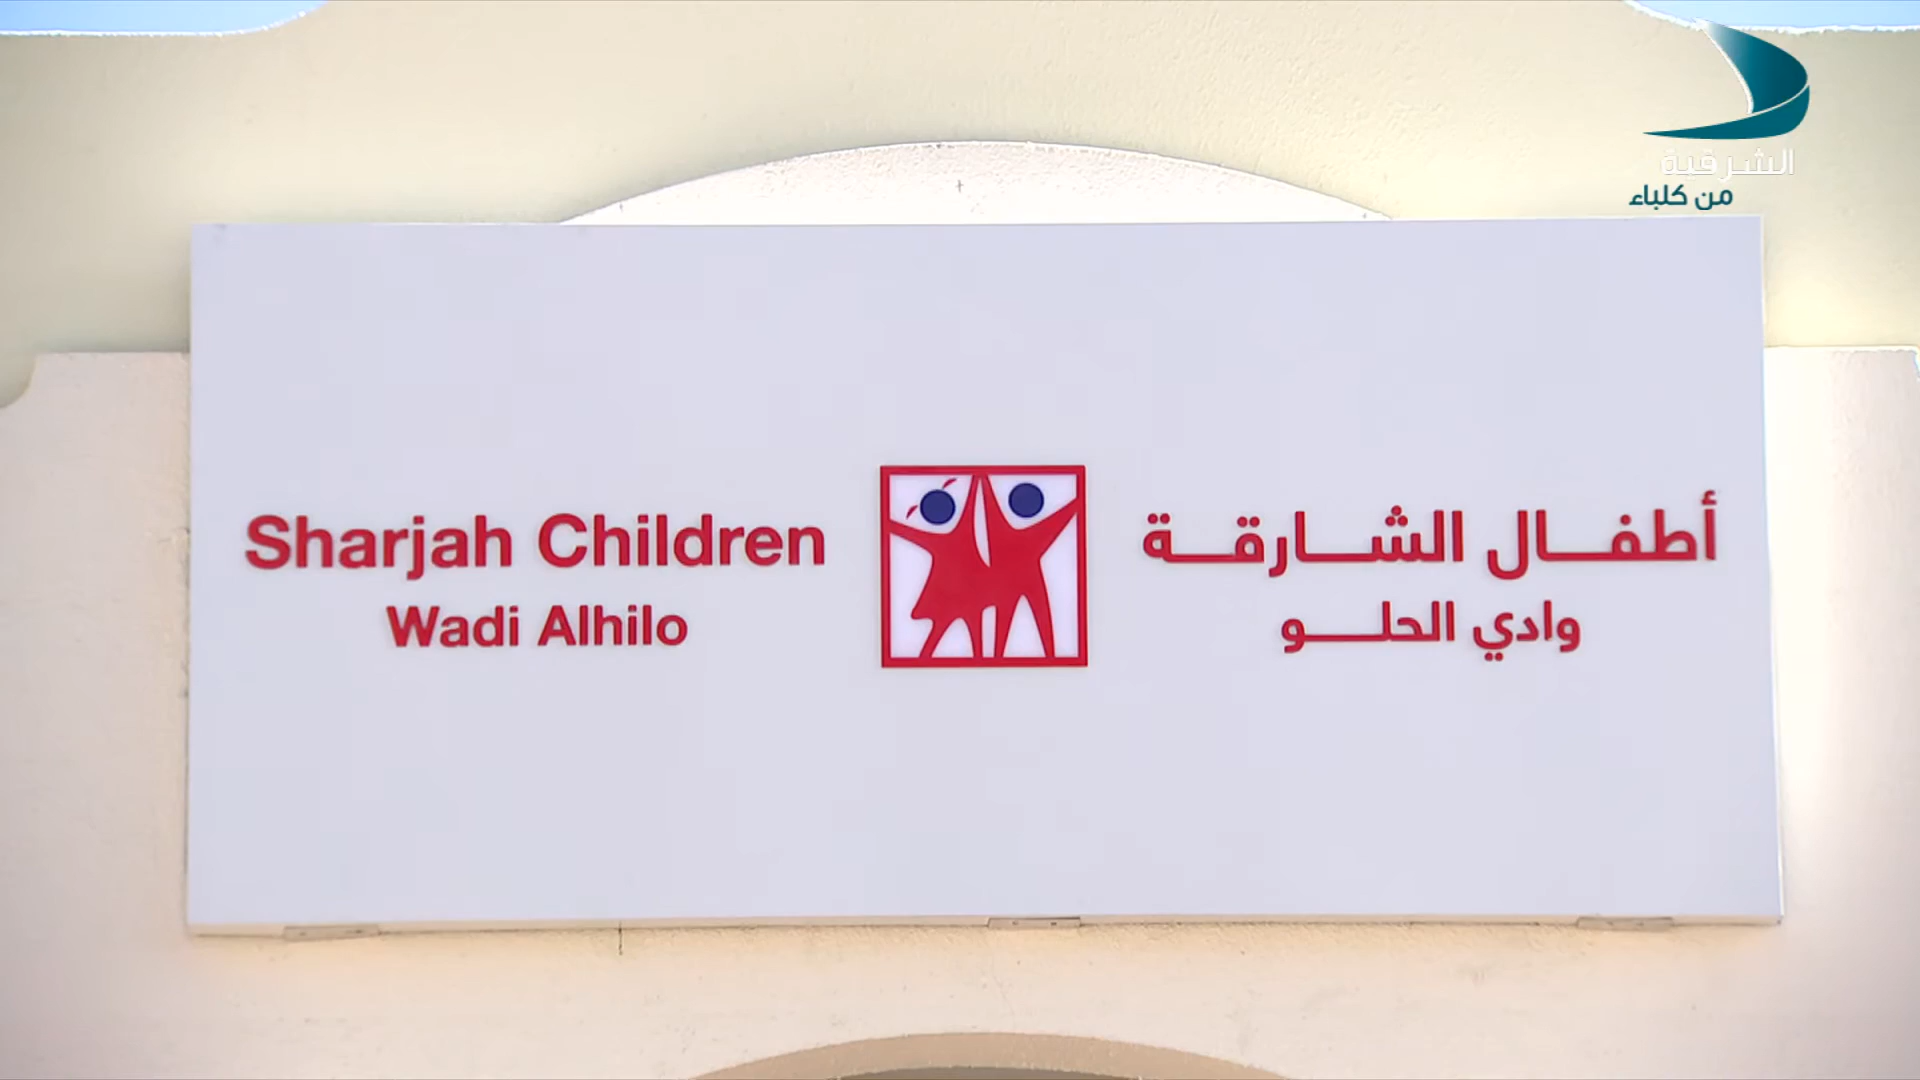 الشرقية
من كلباء
Sharjah Children
Wadi Alhilo
أطفال الشارقة
وادي الحلو